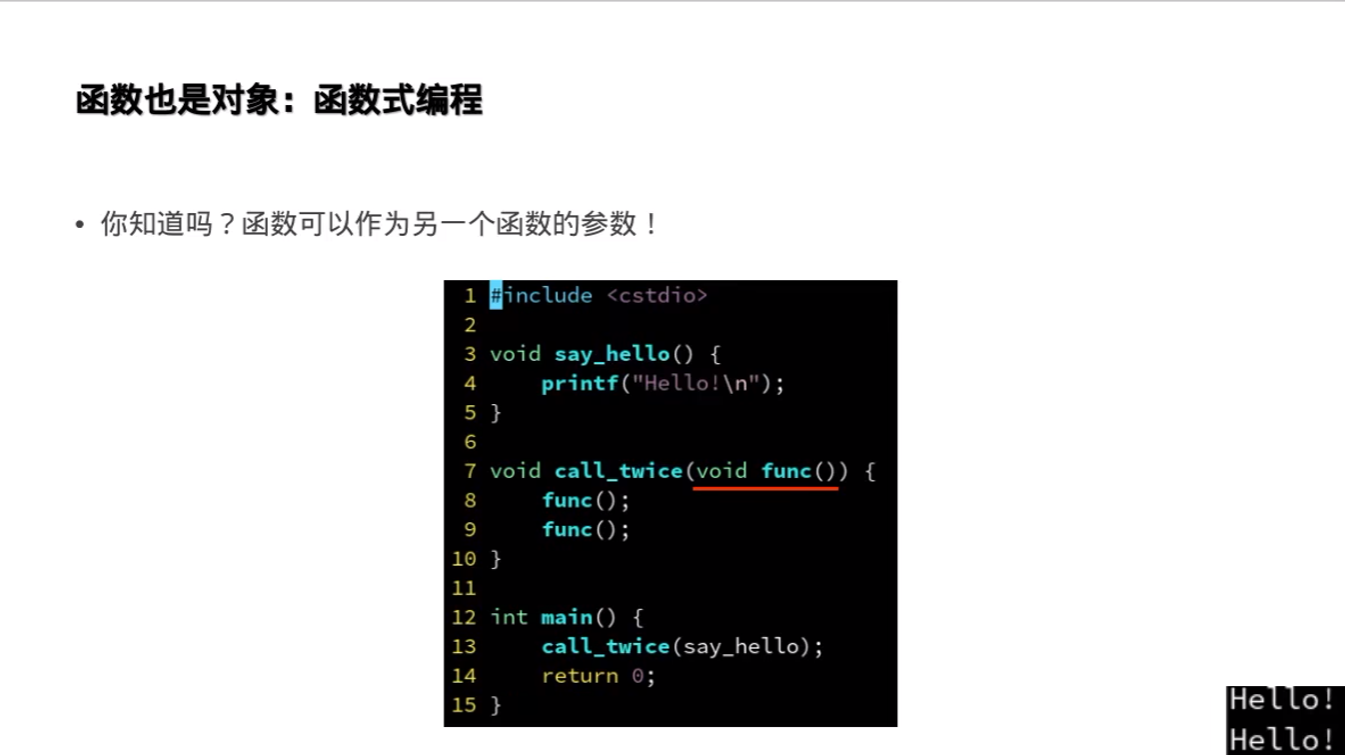 函数也是对象：函数式编程
• 你知道吗？函数可以作为另一个函数的参数！
1 #include <cstdio>
2
3 void say_hello() {
4     printf("Hello!\n");
5 }
6
7 void call_twice(void func()) {
8     func();
9     func();
10 }
11
12 int main() {
13     call_twice(say_hello);
14     return 0;
15 }
Hello!
Hello!